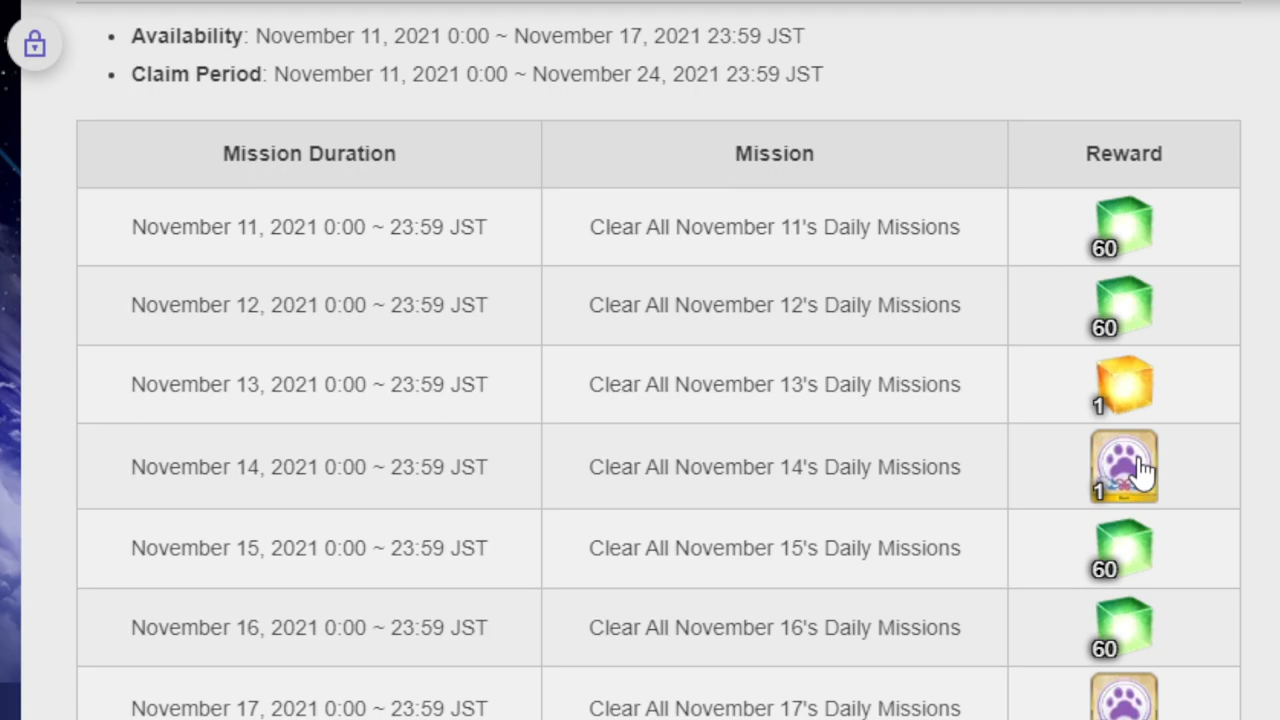 Availability: November 11, 2021 0:00 ~ November 17, 2021 23:59 JST
Claim Period: November 11, 2021 0:00 ~ November 24, 2021 23:59 JST
Mission Duration Mission Reward
November 11, 2021 0:00 ~ 23:59 JST Clear All November 11's Daily Missions 60
November 12, 2021 0:00 ~ 23:59 JST Clear All November 12's Daily Missions 60
November 13, 2021 0:00 ~ 23:59 JST Clear All November 13's Daily Missions 1
November 14, 2021 0:00 ~ 23:59 JST Clear All November 14's Daily Missions 1
November 15, 2021 0:00 ~ 23:59 JST Clear All November 15's Daily Missions 60
November 16, 2021 0:00 ~ 23:59 JST Clear All November 16's Daily Missions 60
November 17, 2021 0:00 ~ 23:59 JST Clear All November 17's Daily Missions